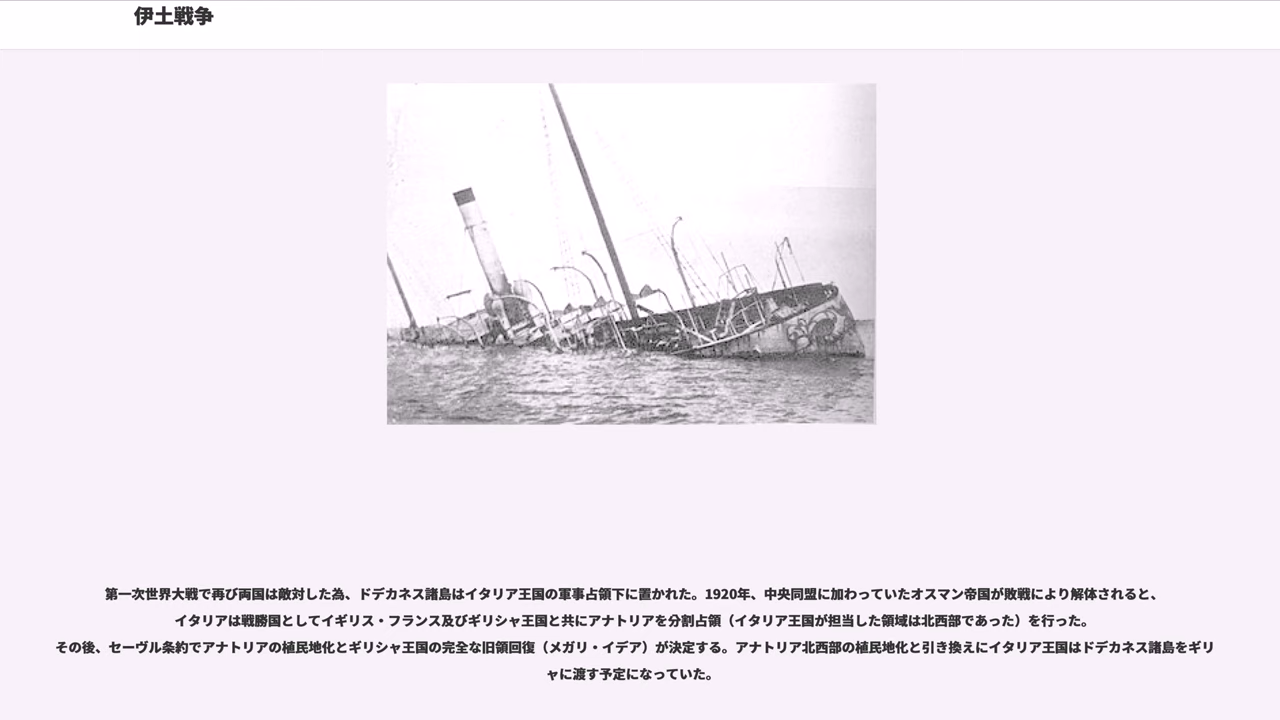 伊土戦争
第一次世界大戦で再び両国は敵対した為、ドデカネス諸島はイタリア王国の軍事占領下に置かれた。1920年、中央同盟に加わっていたオスマン帝国が敗戦により解体されると、
イタリアは戦勝国としてイギリス・フランス及びギリシャ王国と共にアナトリアを分割占領（イタリア王国が担当した領域は北西部であった）を行った。
その後、セーヴル条約でアナトリアの植民地化とギリシャ王国の完全な旧領回復（メガリ・イデア）が決定する。アナトリア北西部の植民地化と引き換えにイタリア王国はドデカネス諸島をギリシ
ャに渡す予定になっていた。